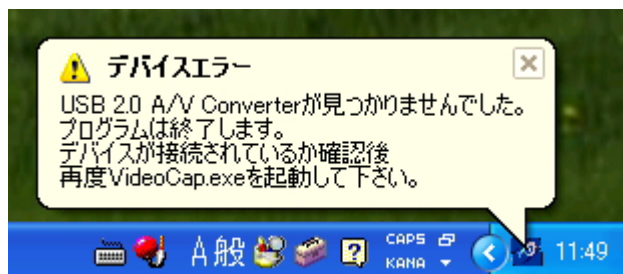 デバイスエラー
USB 2.0 A/V Converterが見つかりませんでした。
プログラムは終了します。
デバイスが接続されているか確認後
再度VideoCap.exeを起動して下さい。
A般
CAPS
KANA
11:49